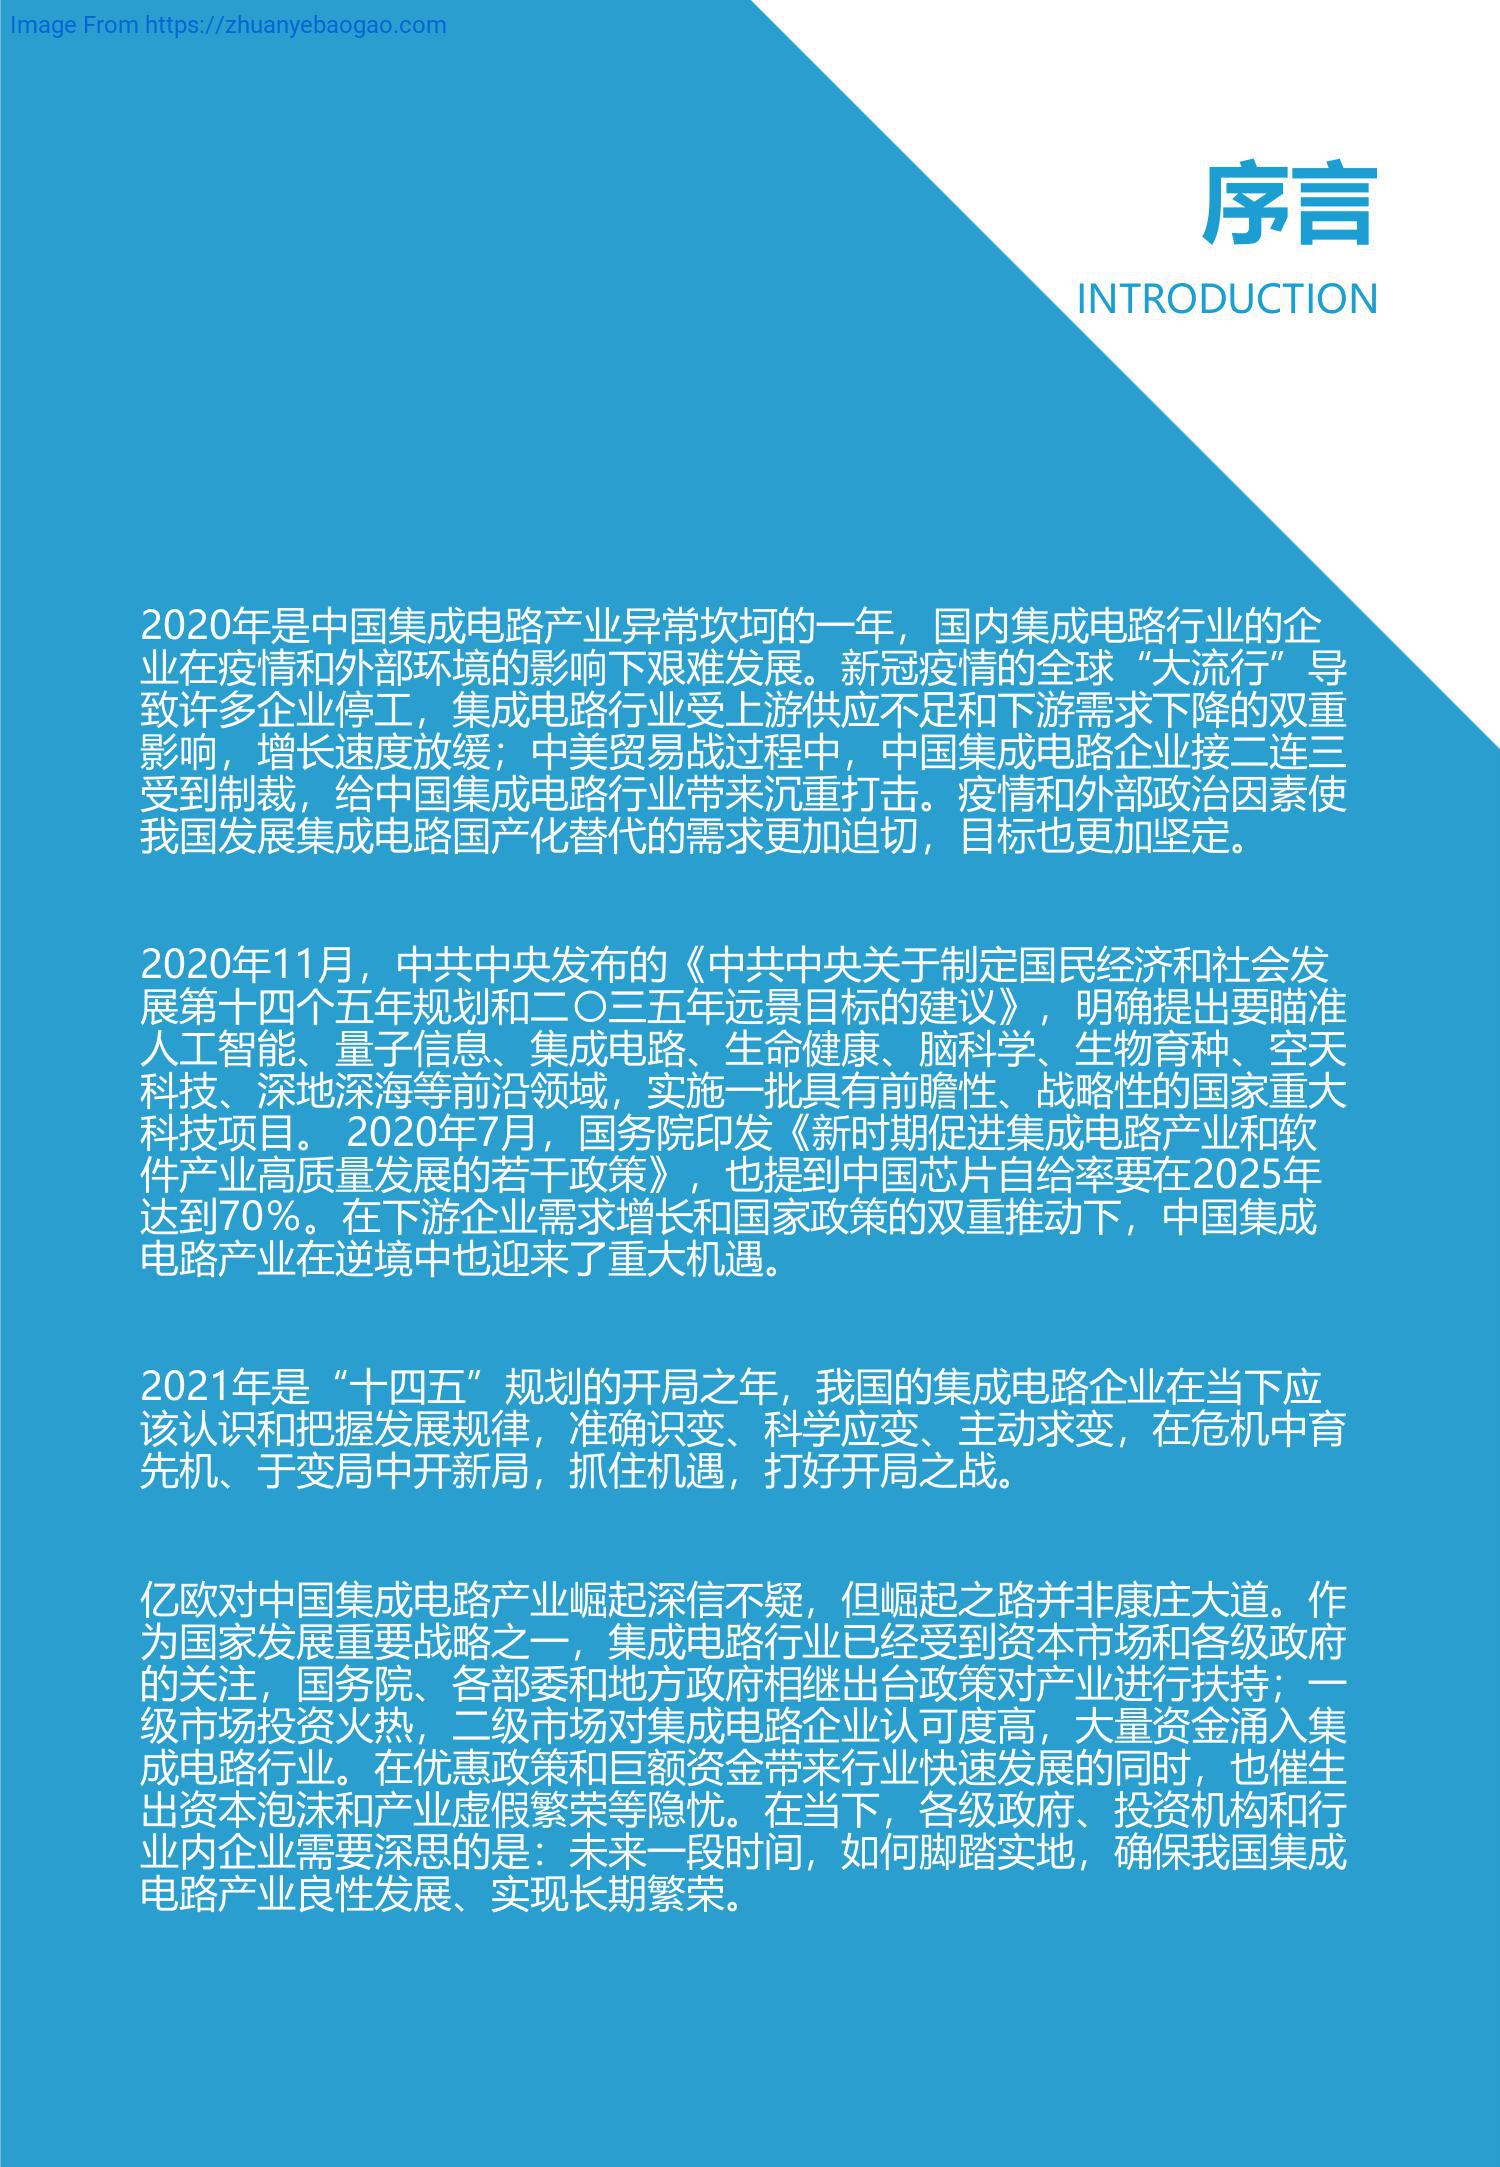 Image From https://zhuanyebaogao.com
序言
INTRODUCTION
2020年是中国集成电路产业异常坎坷的一年，国内集成电路行业的企
业在疫情和外部环境的影响下艰难发展。新冠疫情的全球“大流行”导
致许多企业停工，集成电路行业受上游供应不足和下游需求下降的双重
影响，增长速度放缓；中美贸易战过程中，中国集成电路企业接二连三
受到制裁，给中国集成电路行业带来沉重打击。疫情和外部政治因素使
我国发展集成电路国产化替代的需求更加迫切，目标也更加坚定。
2020年11月，中共中央发布的《中共中央关于制定国民经济和社会发
展第十四个五年规划和二〇三五年远景目标的建议》，明确提出要瞄准
人工智能、量子信息、集成电路、生命健康、脑科学、生物育种、空天
科技、深地深海等前沿领域，实施一批具有前瞻性、战略性的国家重大
科技项目。 2020年7月，国务院印发《新时期促进集成电路产业和软
件产业高质量发展的若干政策》，也提到中国芯片自给率要在2025年
达到70%。在下游企业需求增长和国家政策的双重推动下，中国集成
电路产业在逆境中也迎来了重大机遇。
2021年是“十四五”规划的开局之年，我国的集成电路企业在当下应
该认识和把握发展规律，准确识变、科学应变、主动求变，在危机中育
先机、于变局中开新局，抓住机遇，打好开局之战。
亿欧对中国集成电路产业崛起深信不疑，但崛起之路并非康庄大道。作
为国家发展重要战略之一，集成电路行业已经受到资本市场和各级政府
的关注，国务院、各部委和地方政府相继出台政策对产业进行扶持；一
级市场投资火热，二级市场对集成电路企业认可度高，大量资金涌入集
成电路行业。在优惠政策和巨额资金带来行业快速发展的同时，也催生
出资本泡沫和产业虚假繁荣等隐忧。在当下，各级政府、投资机构和行
业内企业需要深思的是：未来一段时间，如何脚踏实地，确保我国集成
电路产业良性发展、实现长期繁荣。